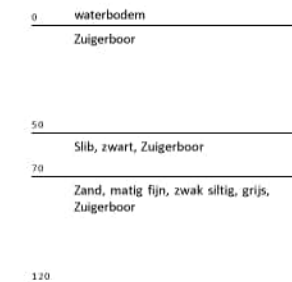 0 waterbodem
Zuigerboor
50
Slib, zwart, Zuigerboor
70
Zand, matig fijn, zwak siltig, grijs,
Zuigerboor
120